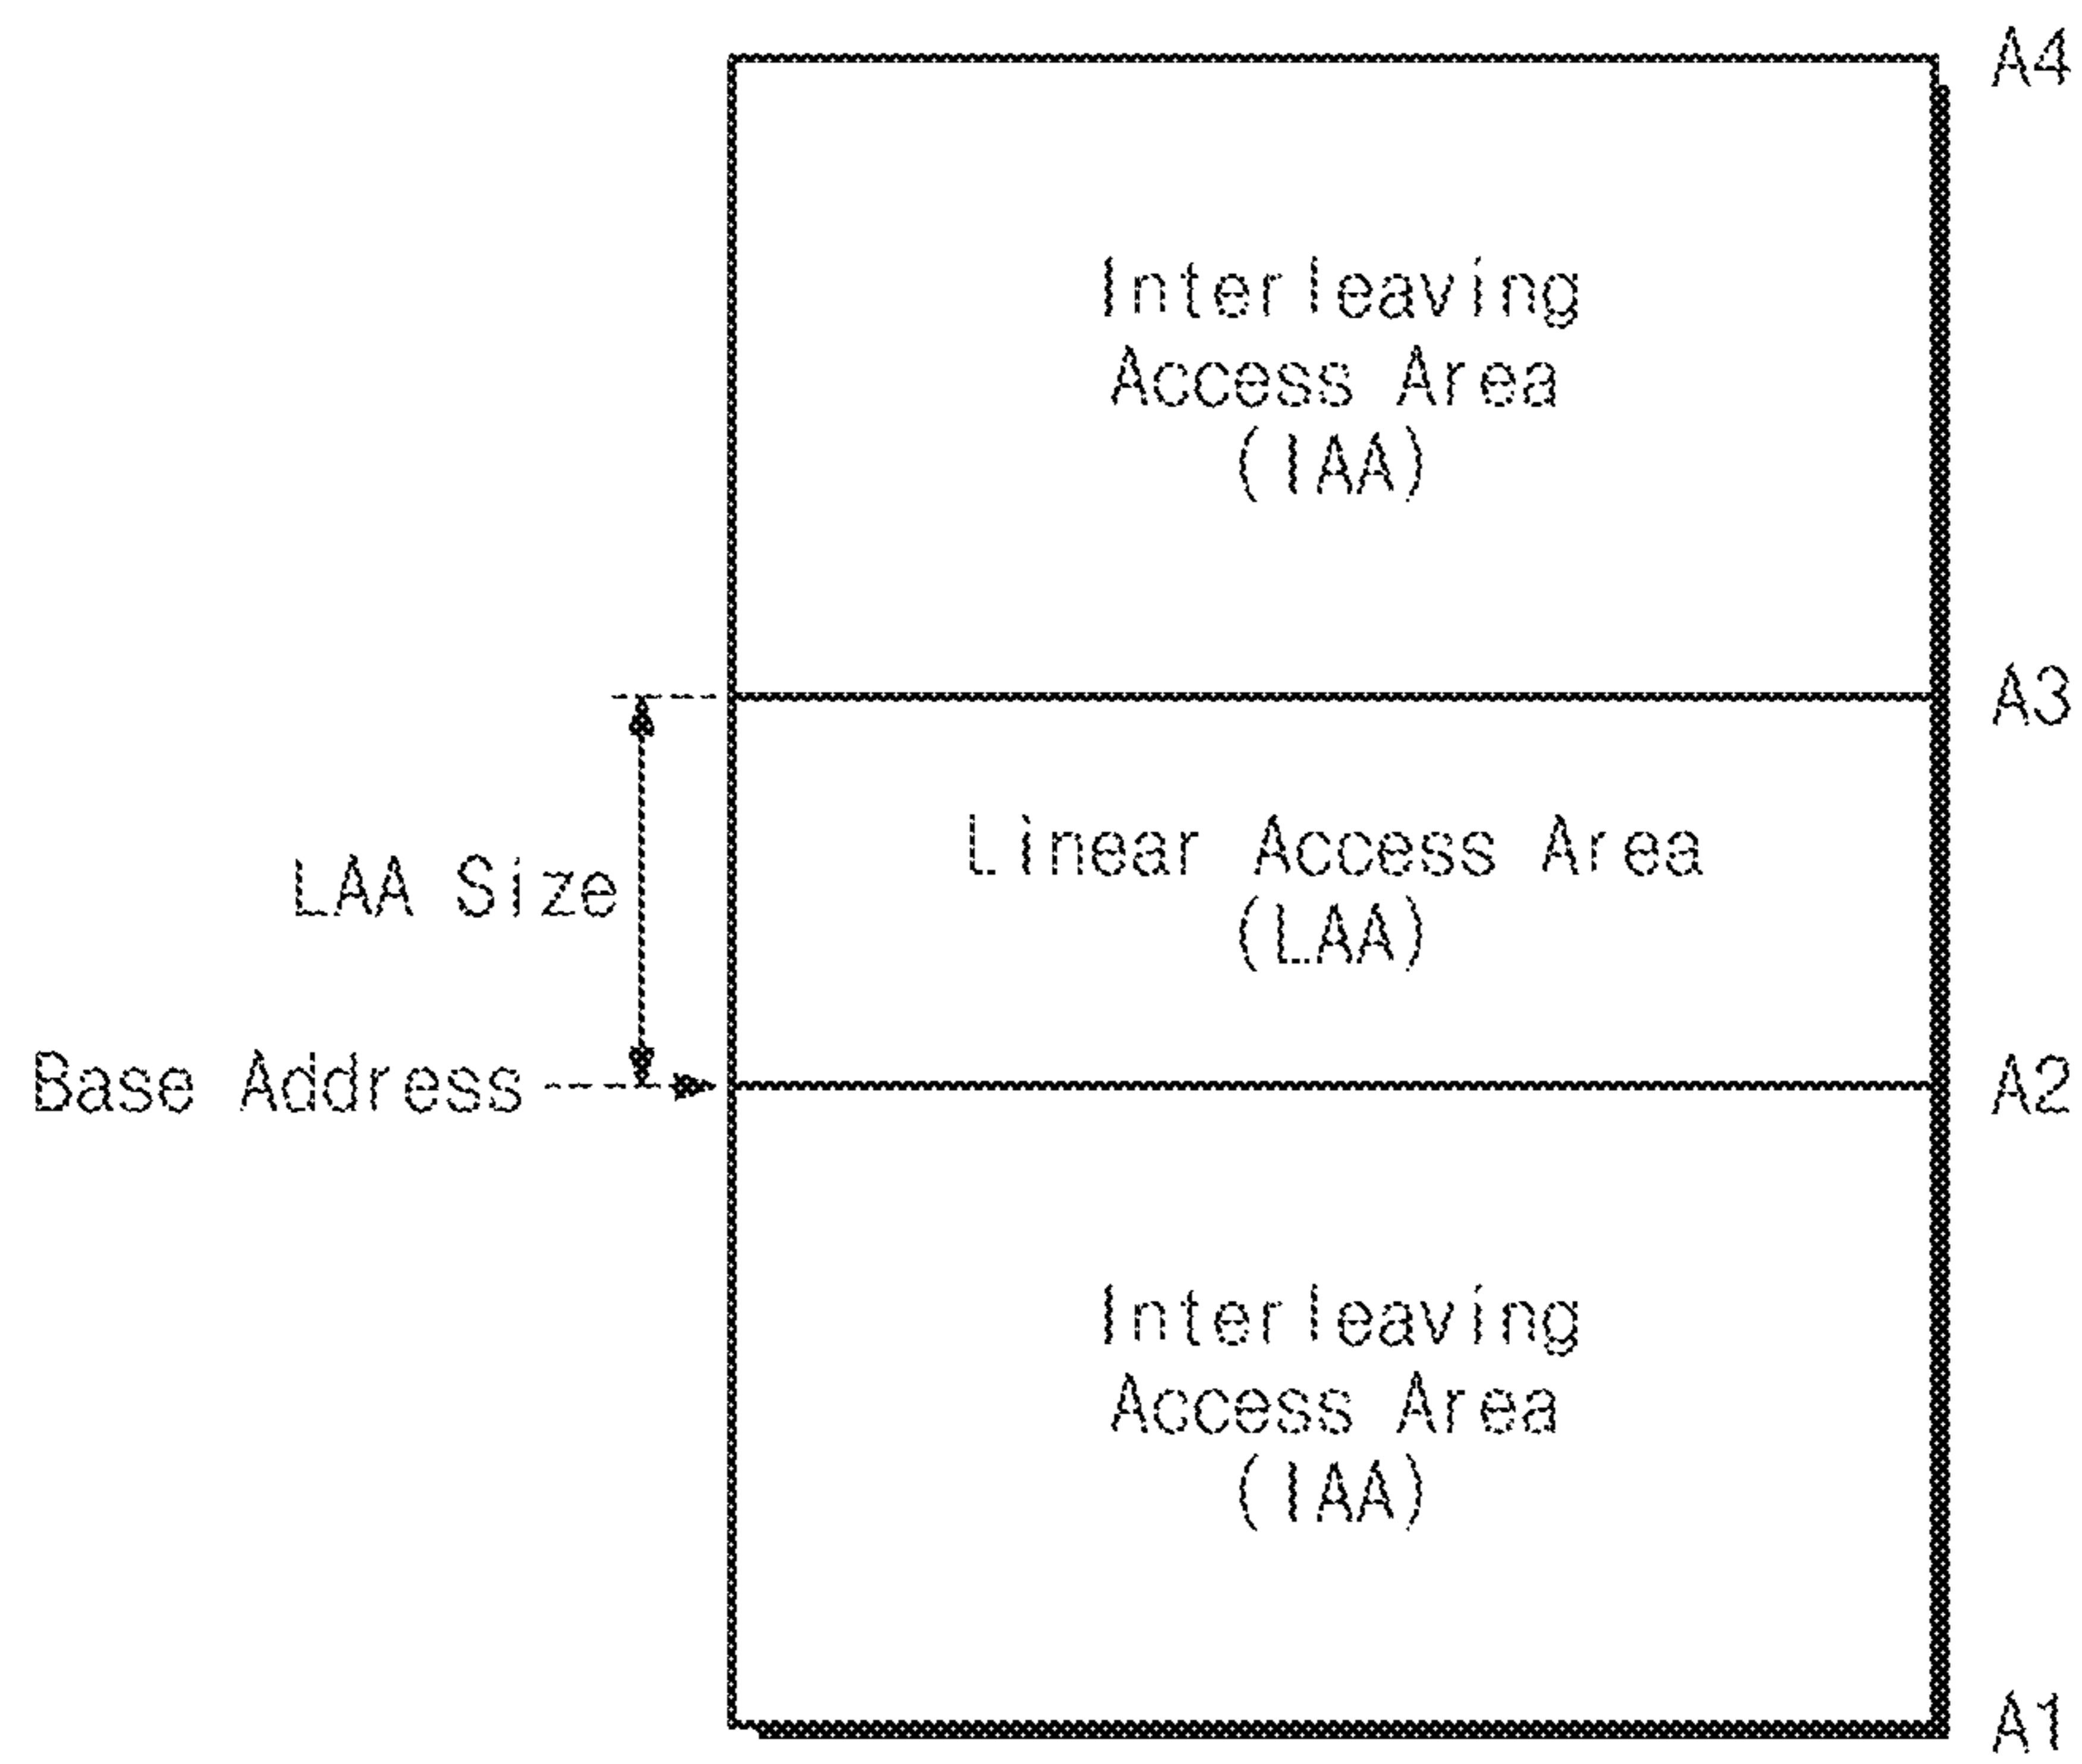 A4
Interleaving
Access Area
(IAA)
A3
Linear Access Area
(LAA)
LAA Size
Base Address
A2
Interleaving
Access Area
(IAA)
A1